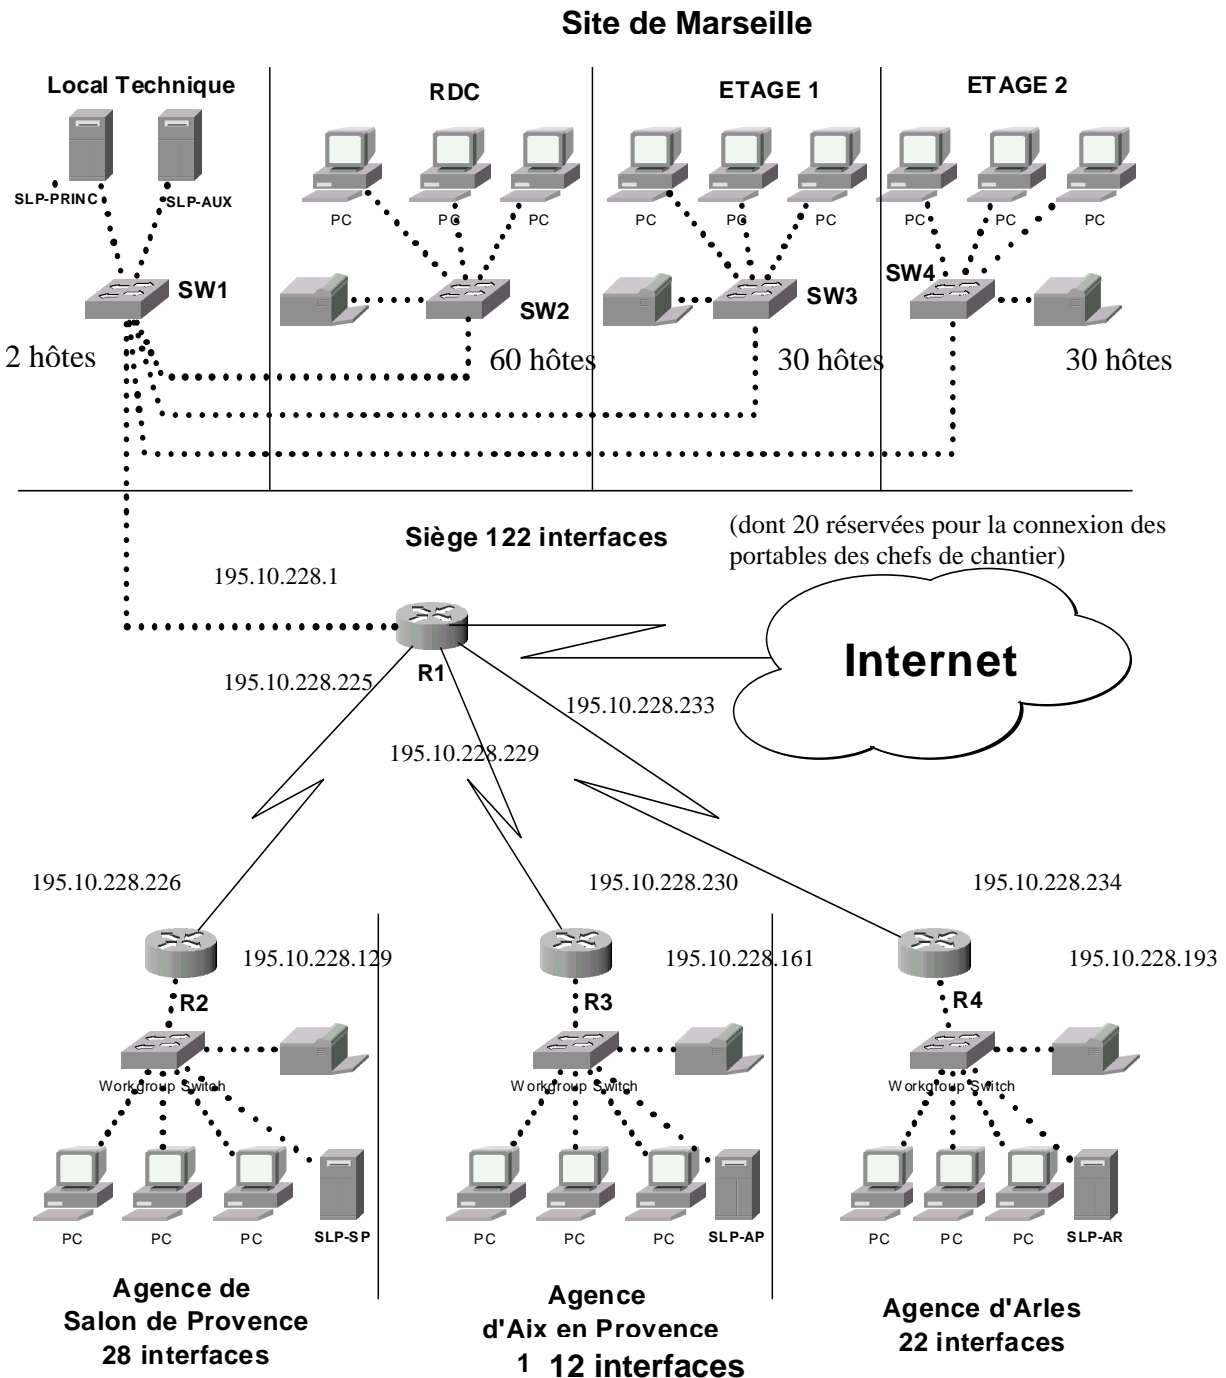 Site de Marseille
Local Technique
RDC
ETAGE 1
ETAGE 2
SLP-PRINC
SLP-AUX
PC
PC
PC
PC
PC
PC
PC
PC
PC
SW1
SW2
SW3
SW4
2 hôtes
60 hôtes
30 hôtes
30 hôtes
Siège 122 interfaces
(dont 20 réservées pour la connexion des
portables des chefs de chantier)
195.10.228.1
R1
Internet
195.10.228.225
195.10.228.233
195.10.228.229
195.10.228.226
195.10.228.230
195.10.228.234
195.10.228.129
195.10.228.161
195.10.228.193
R2
R3
R4
Workgroup Switch
Workgroup Switch
Workgroup Switch
PC
PC
PC
SLP-SP
PC
PC
PC
SLP-AP
PC
PC
PC
SLP-AR
Agence de
Salon de Provence
28 interfaces
Agence
d'Aix en Provence
1 12 interfaces
Agence d'Arles
22 interfaces